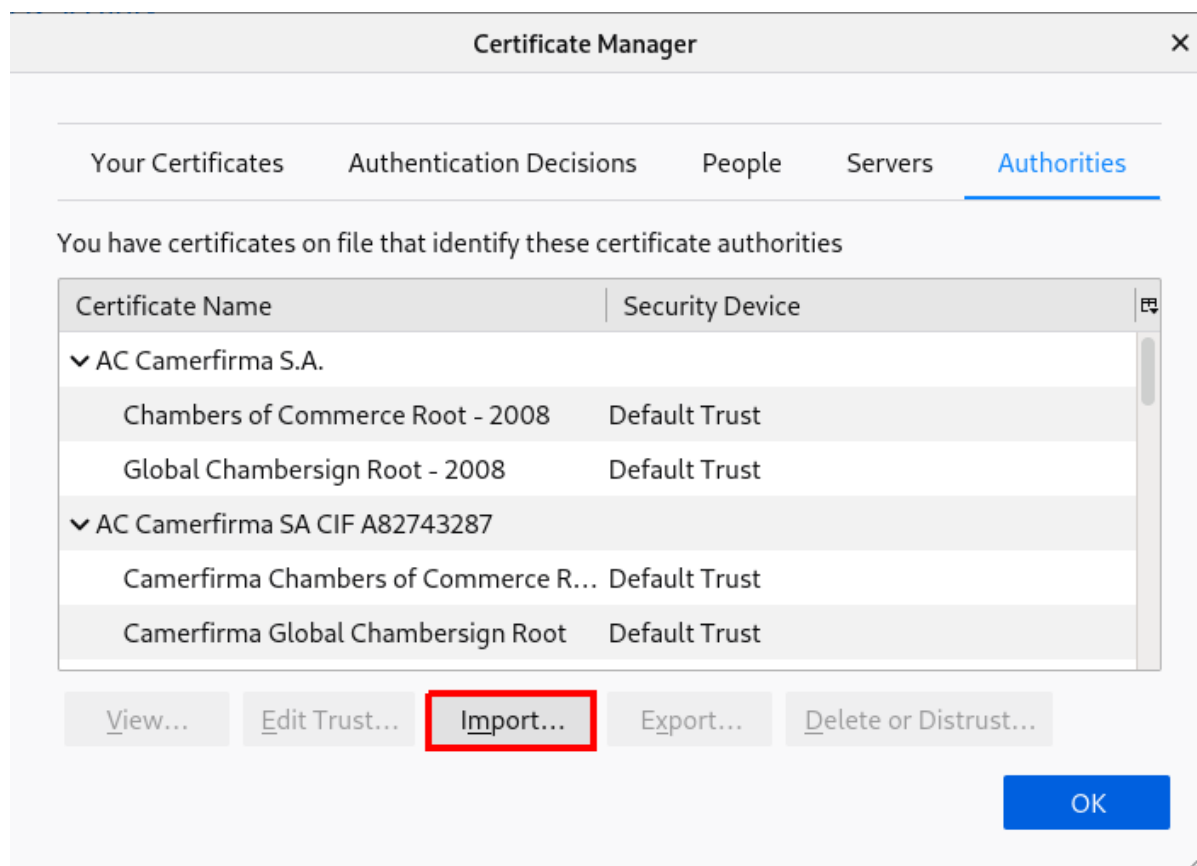 Certificate Manager
Your Certificates Authentication Decisions People Servers Authorities
You have certificates on file that identify these certificate authorities
Certificate Name Security Device
AC Camerfirma S.A.
Chambers of Commerce Root - 2008 Default Trust
Global Chambersign Root - 2008 Default Trust
AC Camerfirma SA CIF A82743287
Camerfirma Chambers of Commerce R... Default Trust
Camerfirma Global Chambersign Root Default Trust
View... Edit Trust... Import... Export... Delete or Distrust...
OK